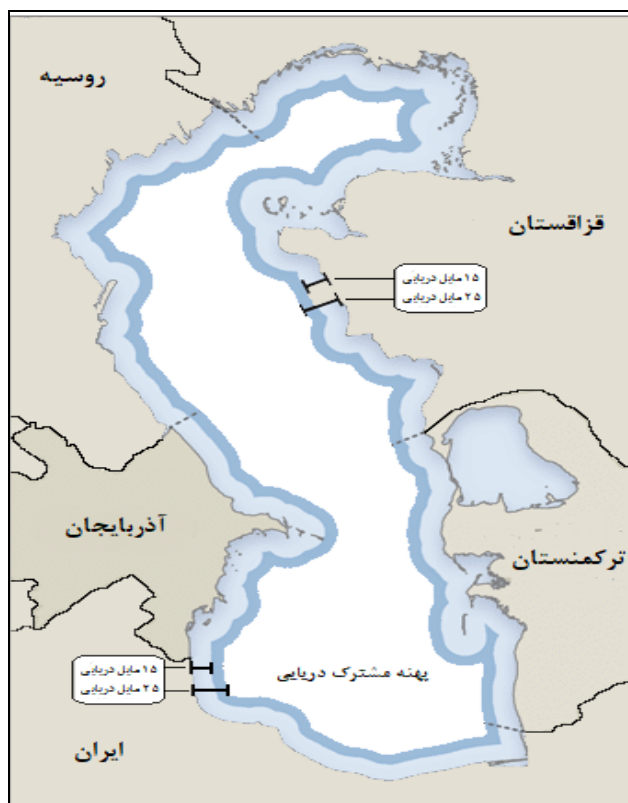 روسیه
قزاقستان
۱۵ مایل دریایی
۲۵ مایل دریایی
آذربایجان
ترکمنستان
۱۵ مایل دریایی
۲۵ مایل دریایی
پهنه مشترک دریایی
ایران